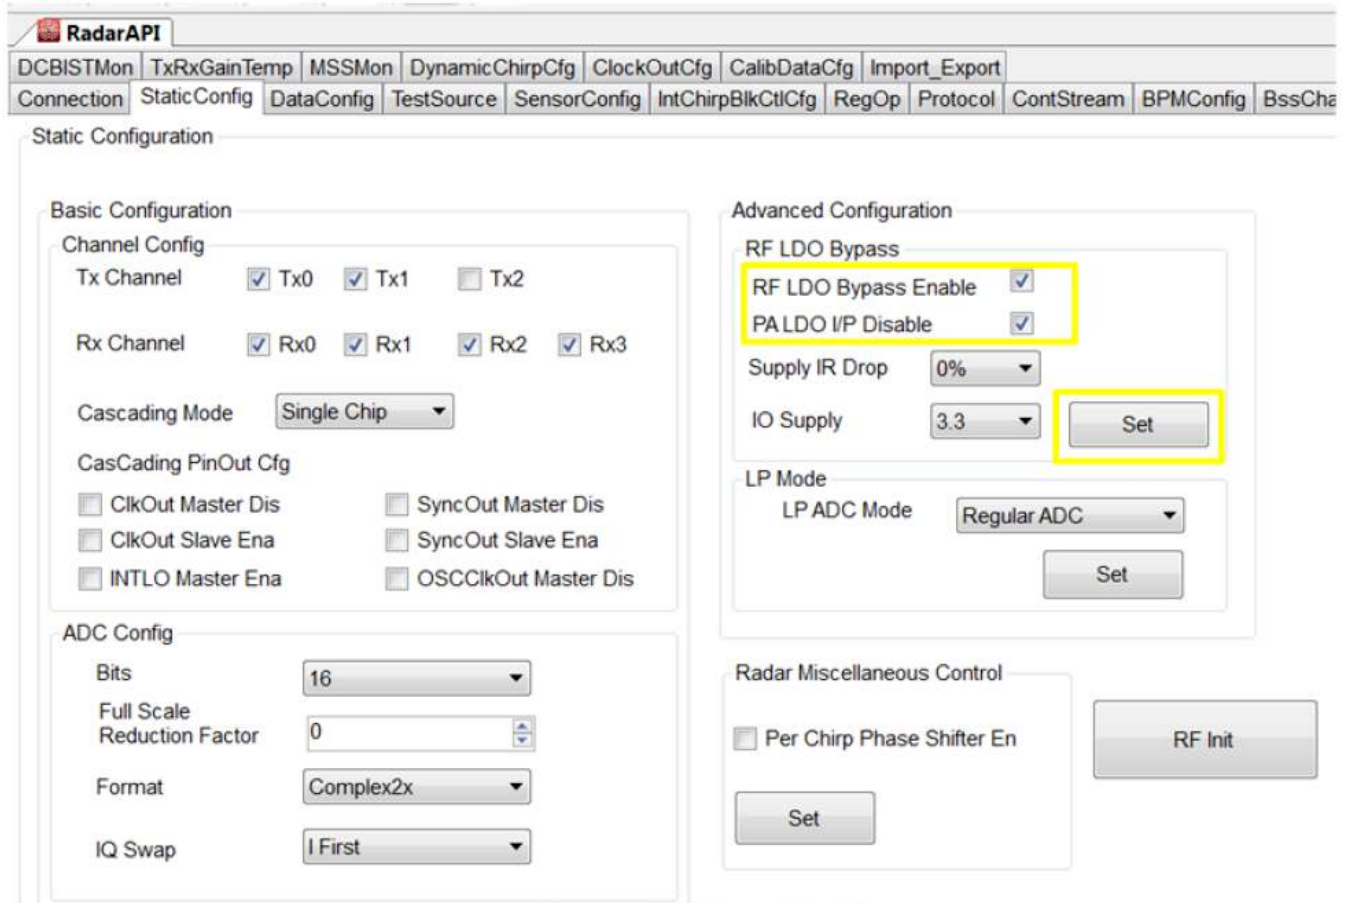 RadarAPI
DCBISTMon TxRxGainTemp MSSMon DynamicChirpCfg ClockOutCfg CalibDataCfg Import_Export
Connection StaticConfig DataConfig TestSource SensorConfig IntChirpBlkCtlCfg RegOp Protocol ContStream BPMConfig BssCha
Static Configuration
Basic Configuration
Channel Config
Tx Channel Tx0 Tx1 Tx2
Rx Channel Rx0 Rx1 Rx2 Rx3
Cascading Mode Single Chip
CasCading PinOut Cfg
ClkOut Master Dis SyncOut Master Dis
ClkOut Slave Ena SyncOut Slave Ena
INTLO Master Ena OSCClkOut Master Dis
ADC Config
Bits 16
Full Scale
Reduction Factor 0
Format Complex2x
IQ Swap I First
Advanced Configuration
RF LDO Bypass
RF LDO Bypass Enable
PA LDO I/P Disable
Supply IR Drop 0%
IO Supply 3.3 Set
LP Mode
LP ADC Mode Regular ADC
Set
Radar Miscellaneous Control
Per Chirp Phase Shifter En
Set
RF Init